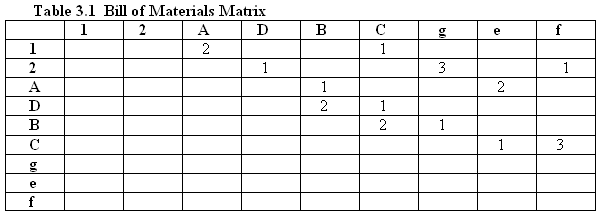 Table 3.1 Bill of Materials Matrix
1 2 A D B C g e f
1 2 1
2 1 3 1
A 1 2
D 2 1
B 2 1
C 1 3
g
e
f